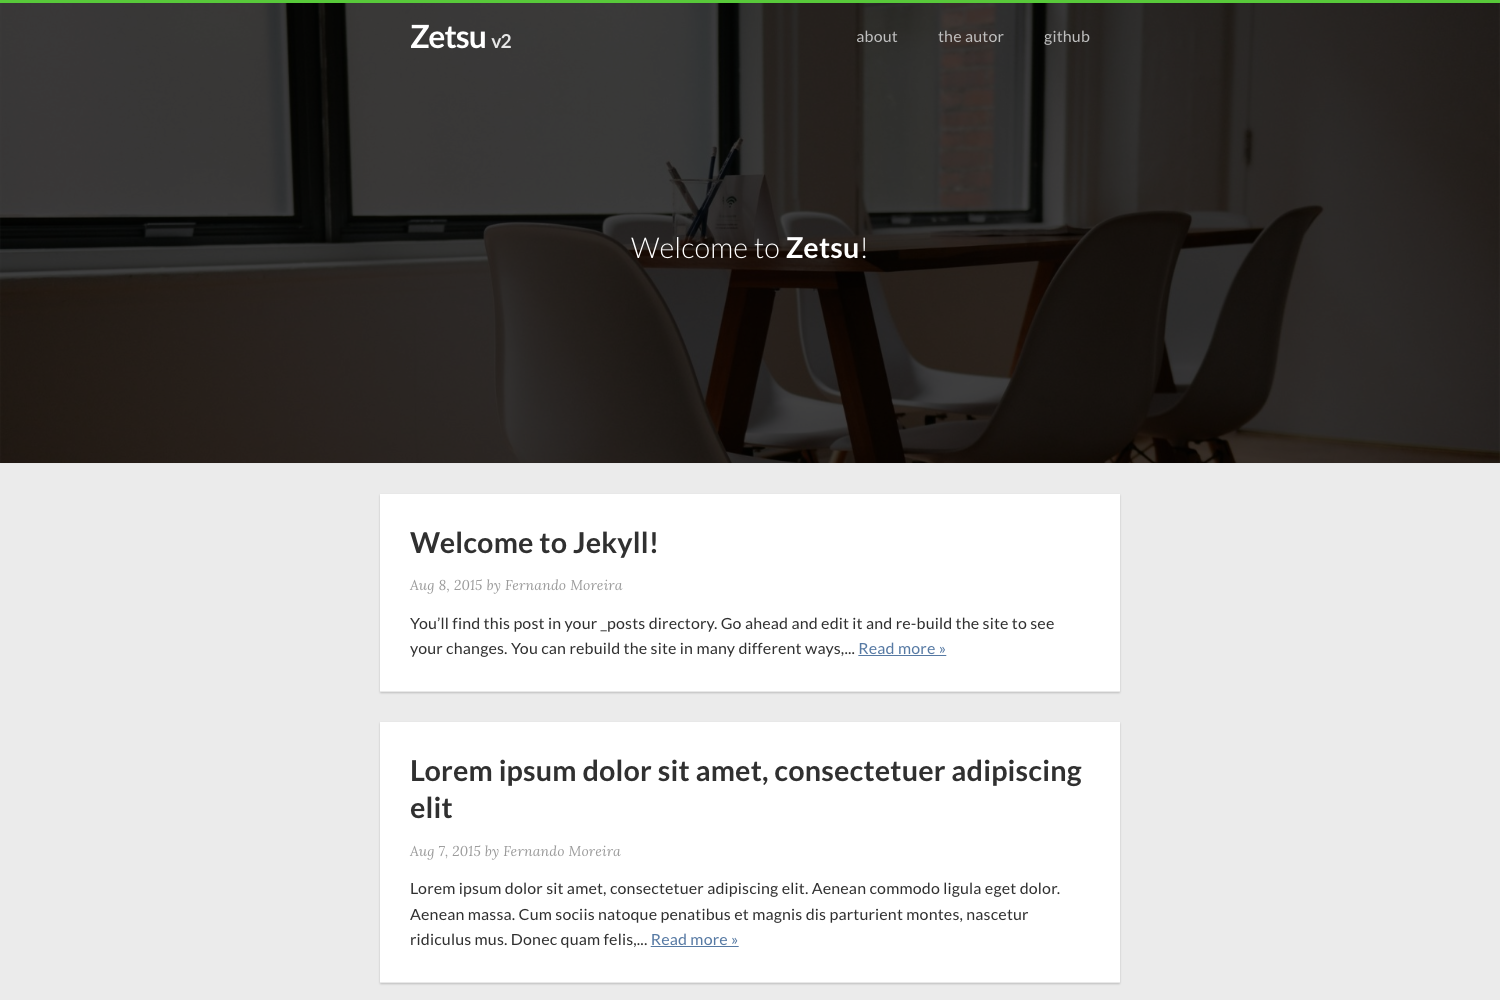 Zetsu v2
about the autor github
Welcome to Zetsu!
Welcome to Jekyll!
Aug 8, 2015 by Fernando Moreira
You’ll find this post in your _posts directory. Go ahead and edit it and re-build the site to see
your changes. You can rebuild the site in many different ways,... Read more »
Lorem ipsum dolor sit amet, consectetuer adipiscing
elit
Aug 7, 2015 by Fernando Moreira
Lorem ipsum dolor sit amet, consectetuer adipiscing elit. Aenean commodo ligula eget dolor.
Aenean massa. Cum sociis natoque penatibus et magnis dis parturient montes, nascetur
ridiculus mus. Donec quam felis,... Read more »